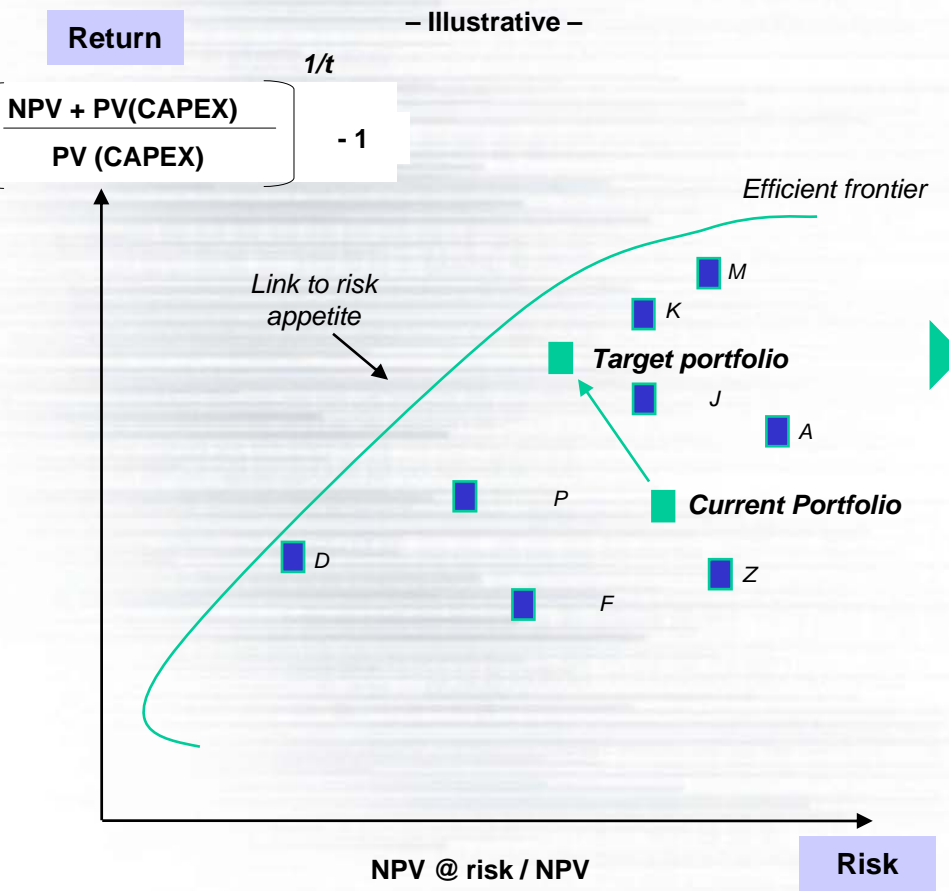 – Illustrative –
Return
1/t
NPV + PV(CAPEX)
- 1
PV (CAPEX)
Efficient frontier
Link to risk
appetite
M
K
Target portfolio
J
A
P
Current Portfolio
D
Z
F
NPV @ risk / NPV
Risk